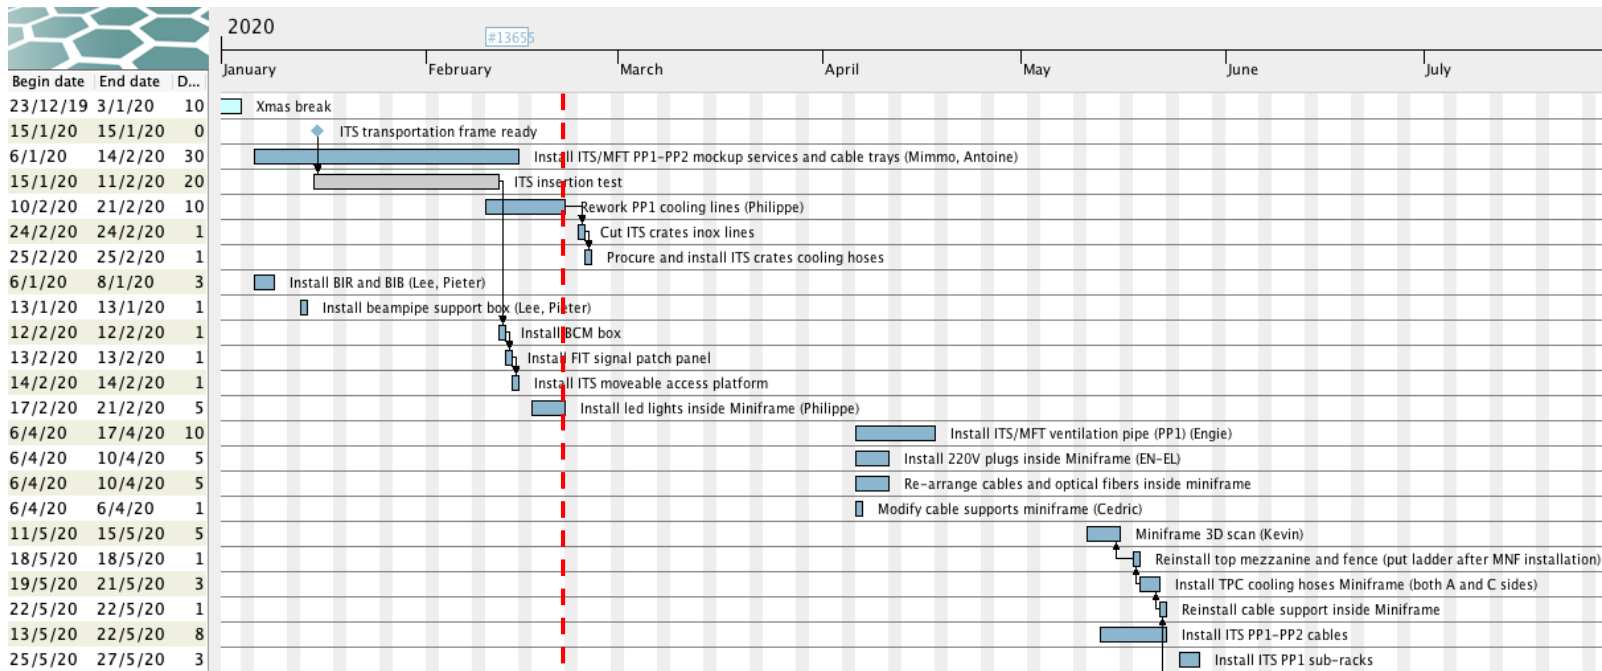 2020
#13655
January February March April May June July
Begin date End date D...
23/12/19 3/1/20 10 Xmas break
15/1/20 15/1/20 0 ITS transportation frame ready
6/1/20 14/2/20 30 Install ITS/MFT PP1-PP2 mockup services and cable trays (Mimmo, Antoine)
15/1/20 11/2/20 20 ITS insertion test
10/2/20 21/2/20 10 Rework PP1 cooling lines (Philippe)
24/2/20 24/2/20 1 Cut ITS crates inox lines
25/2/20 25/2/20 1 Procure and install ITS crates cooling hoses
6/1/20 8/1/20 3 Install BIR and BIB (Lee, Pieter)
13/1/20 13/1/20 1 Install beampipe support box (Lee, Pieter)
12/2/20 12/2/20 1 Install BCM box
13/2/20 13/2/20 1 Install FIT signal patch panel
14/2/20 14/2/20 1 Install ITS moveable access platform
17/2/20 21/2/20 5 Install led lights inside Miniframe (Philippe)
6/4/20 17/4/20 10 Install ITS/MFT ventilation pipe (PP1) (Engie)
6/4/20 10/4/20 5 Install 220V plugs inside Miniframe (EN-EL)
6/4/20 10/4/20 5 Re-arrange cables and optical fibers inside miniframe
6/4/20 6/4/20 1 Modify cable supports miniframe (Cedric)
11/5/20 15/5/20 5 Miniframe 3D scan (Kevin)
18/5/20 18/5/20 1 Reinstall top mezzanine and fence (put ladder after MNF installation)
19/5/20 21/5/20 3 Install TPC cooling hoses Miniframe (both A and C sides)
22/5/20 22/5/20 1 Reinstall cable support inside Miniframe
13/5/20 22/5/20 8 Install ITS PP1-PP2 cables
25/5/20 27/5/20 3 Install ITS PP1 sub-racks